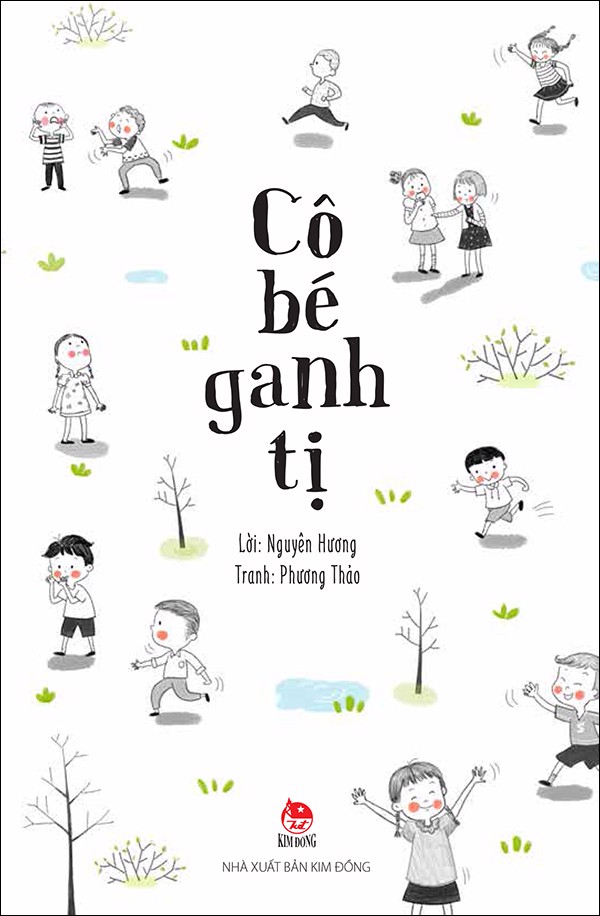 Cô
bé
ganh
tị
Lời: Nguyên Hương
Tranh: Phương Thảo
KIM ĐỒNG
NHÀ XUẤT BẢN KIM ĐỒNG